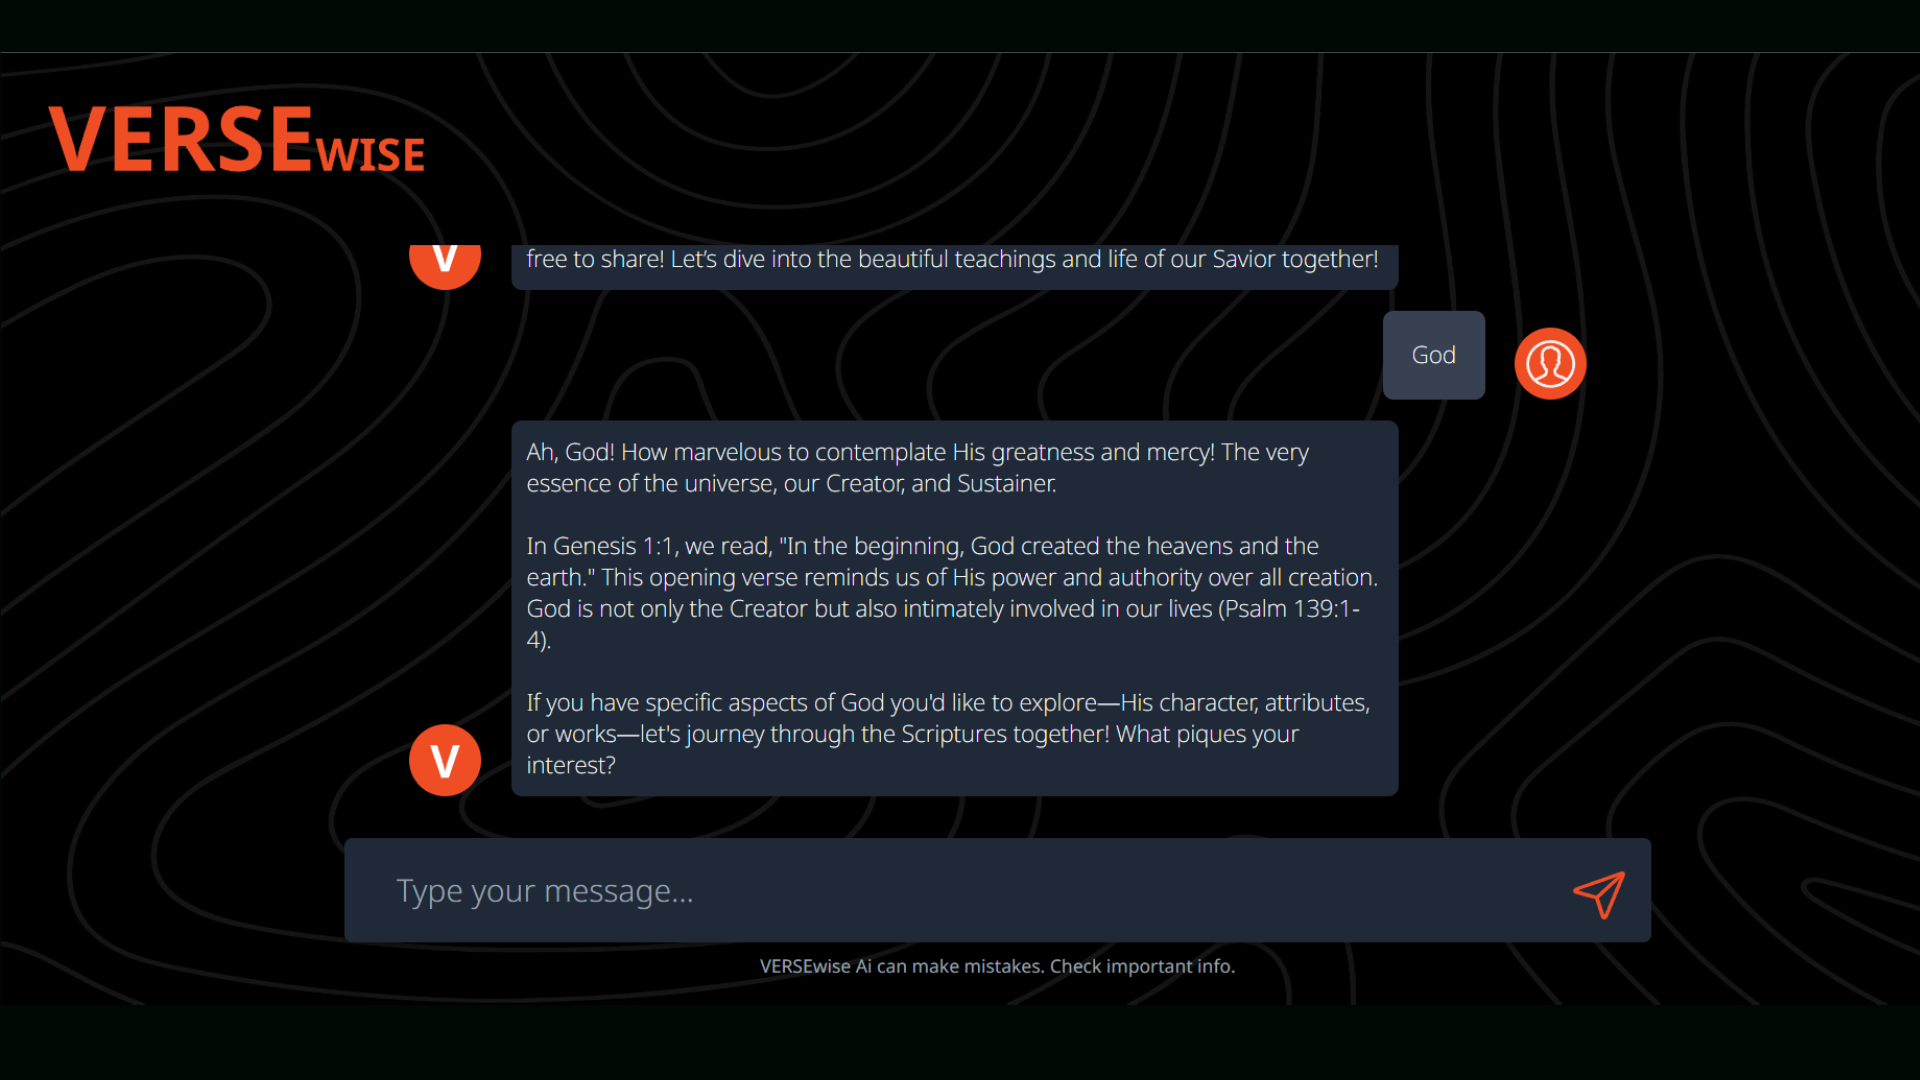 VERSEWISE
V
free to share! Let’s dive into the beautiful teachings and life of our Savior together!
God
Ah, God! How marvelous to contemplate His greatness and mercy! The very
essence of the universe, our Creator, and Sustainer.
In Genesis 1:1, we read, "In the beginning, God created the heavens and the
earth." This opening verse reminds us of His power and authority over all creation.
God is not only the Creator but also intimately involved in our lives (Psalm 139:1-
4).
If you have specific aspects of God you'd like to explore—His character, attributes,
or works—let's journey through the Scriptures together! What piques your
interest?
V
Type your message...
VERSEwise Ai can make mistakes. Check important info.